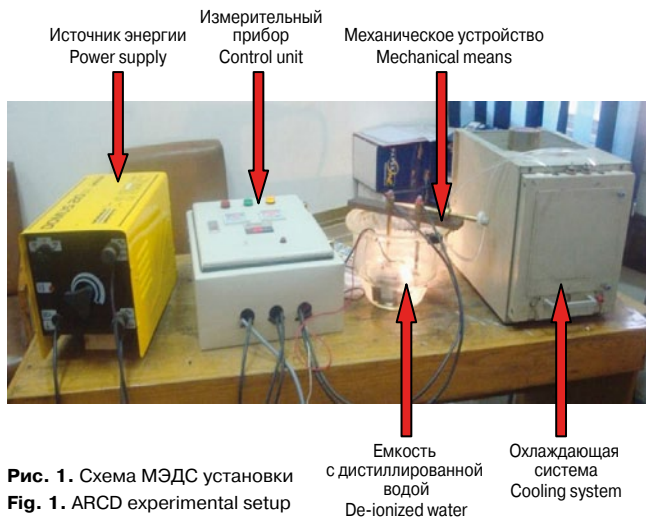 Источник энергии
Power supply
Измерительный
прибор
Control unit
Механическое устройство
Mechanical means
Емкость
с дистиллированной
водой
De-ionized water
Охлаждающая
система
Cooling system
Рис. 1. Схема МЭДС установки
Fig. 1. ARCD experimental setup